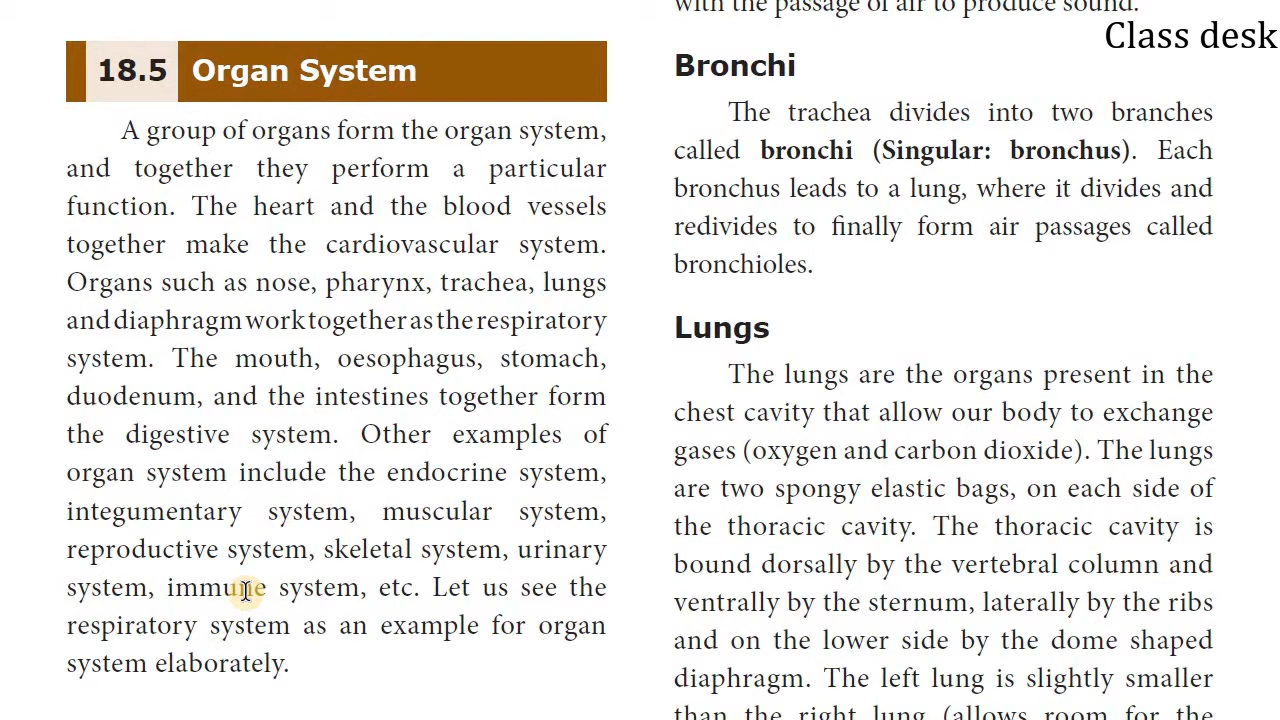 18.5 Organ System
A group of organs form the organ system,
and together they perform a particular
function. The heart and the blood vessels
together make the cardiovascular system.
Organs such as nose, pharynx, trachea, lungs
and diaphragm work together as the respiratory
system. The mouth, oesophagus, stomach,
duodenum, and the intestines together form
the digestive system. Other examples of
organ system include the endocrine system,
integumentary system, muscular system,
reproductive system, skeletal system, urinary
system, immune system, etc. Let us see the
respiratory system as an example for organ
system elaborately.
with the passage of air to produce sound.
Class desk
Bronchi
The trachea divides into two branches
called bronchi (Singular: bronchus). Each
bronchus leads to a lung, where it divides and
redivides to finally form air passages called
bronchioles.
Lungs
The lungs are the organs present in the
chest cavity that allow our body to exchange
gases (oxygen and carbon dioxide). The lungs
are two spongy elastic bags, on each side of
the thoracic cavity. The thoracic cavity is
bound dorsally by the vertebral column and
ventrally by the sternum, laterally by the ribs
and on the lower side by the dome shaped
diaphragm. The left lung is slightly smaller
than the right lung (allows room for the